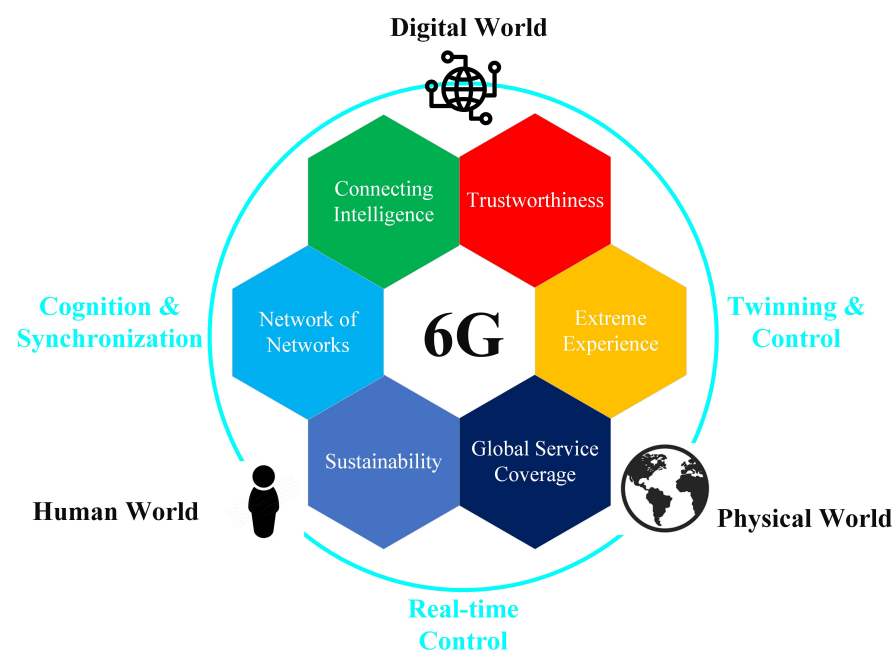 Digital World
Connecting
Intelligence
Trustworthiness
Cognition &
Synchronization
Network of
Networks
6G
Extreme
Experience
Twinning &
Control
Sustainability
Global Service
Coverage
Human World
Physical World
Real-time
Control